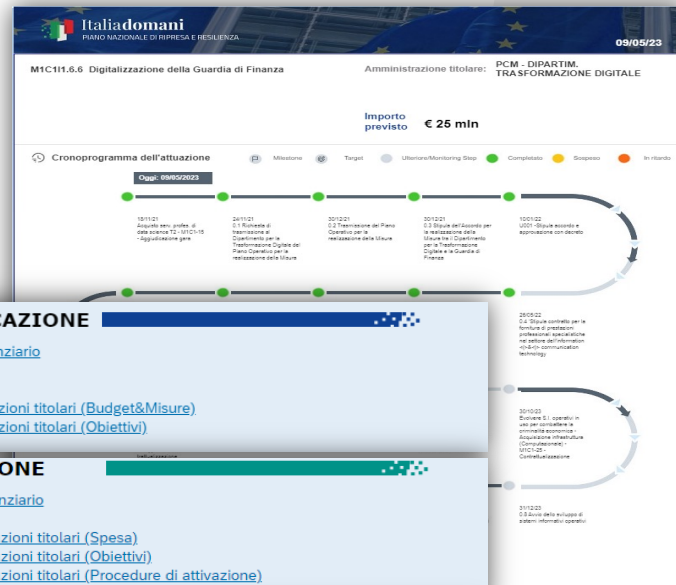 Italiadomani
PIANO NAZIONALE DI RIPRESA E RESILIENZA
09/05/23
M1C1I1.6.6 Digitalizzazione della Guardia di Finanza
Amministrazione titolare:
PCM - DIPARTIM.
TRASFORMAZIONE DIGITALE
Importo
previsto
€ 25 mln
Cronoprogramma dell'attuazione
Milestone
Target
Ulteriore/Monitoring Step
Completato
Sospeso
In ritardo
Oggi: 09/05/2023
18/11/21
Acquisto serv. profes. di
data science T2 - M1C1-15
- Aggiudicazione gara
24/11/21
0.1 Richiesta di
trasmissione al
Dipartimento per la
Trasformazione Digitale del
Piano Operativo per la
realizzazione della Misura
30/12/21
0.2 Trasmissione del Piano
Operativo per la
realizzazione della Misura
30/12/21
0.3 Stipula dell'Accordo per
la realizzazione della
Misura tra il Dipartimento
per la Trasformazione
Digitale e la Guardia di
Finanza
10/01/22
U001 -Stipula accordo e
approvazione con decreto
26/05/22
0.4 'Stipula contratto per la
fornitura di prestazioni
professionali specialistiche
nel settore dell'information
communication
technology
30/10/23
Evolvere S.I. operativi in
uso per combattere la
criminalità economica -
Acquisizione infrastruttura
(Computazionale) -
M1C1-25 -
Contrattualizzazione
31/12/23
0.5 Avvio dello sviluppo di
sistemi informativi operativi
CAZIONE
nziario
zioni titolari (Budget&Misure)
zioni titolari (Obiettivi)
ONE
nziario
zioni titolari (Spesa)
zioni titolari (Obiettivi)
zioni titolari (Procedure di attivazione)